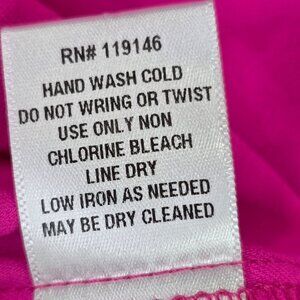 RN# 119146
HAND WASH COLD
DO NOT WRING OR TWIST
USE ONLY NON
CHLORINE BLEACH
LINE DRY
LOW IRON AS NEEDED
MAY BE DRY CLEANED